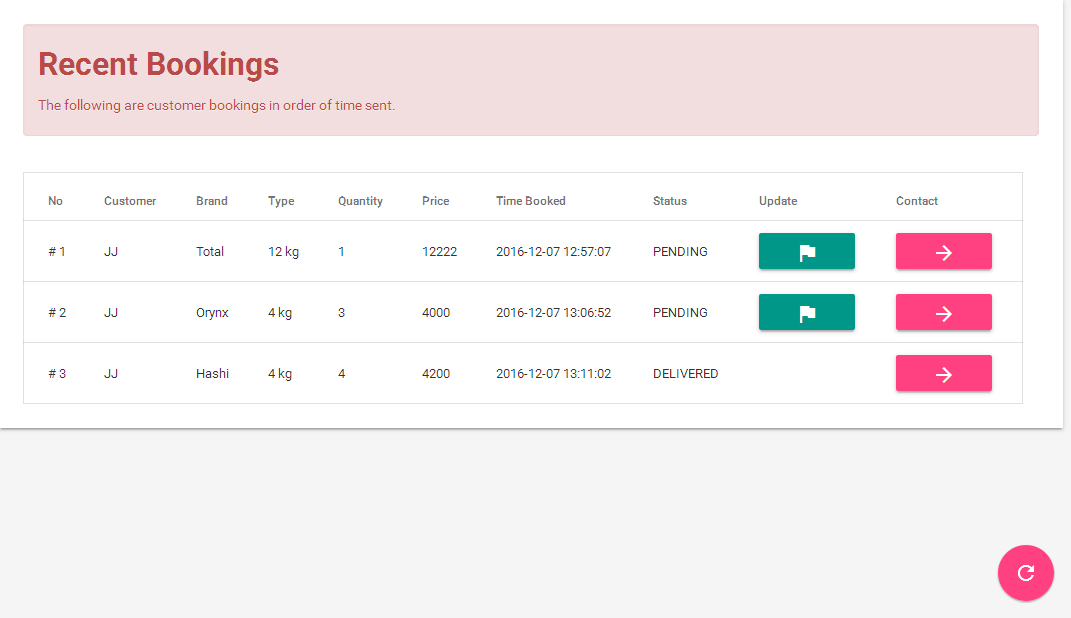 Recent Bookings
The following are customer bookings in order of time sent.
No Customer Brand Type Quantity Price Time Booked Status Update Contact
# 1 JJ Total 12 kg 1 12222 2016-12-07 12:57:07 PENDING
# 2 JJ Orynx 4 kg 3 4000 2016-12-07 13:06:52 PENDING
# 3 JJ Hashi 4 kg 4 4200 2016-12-07 13:11:02 DELIVERED